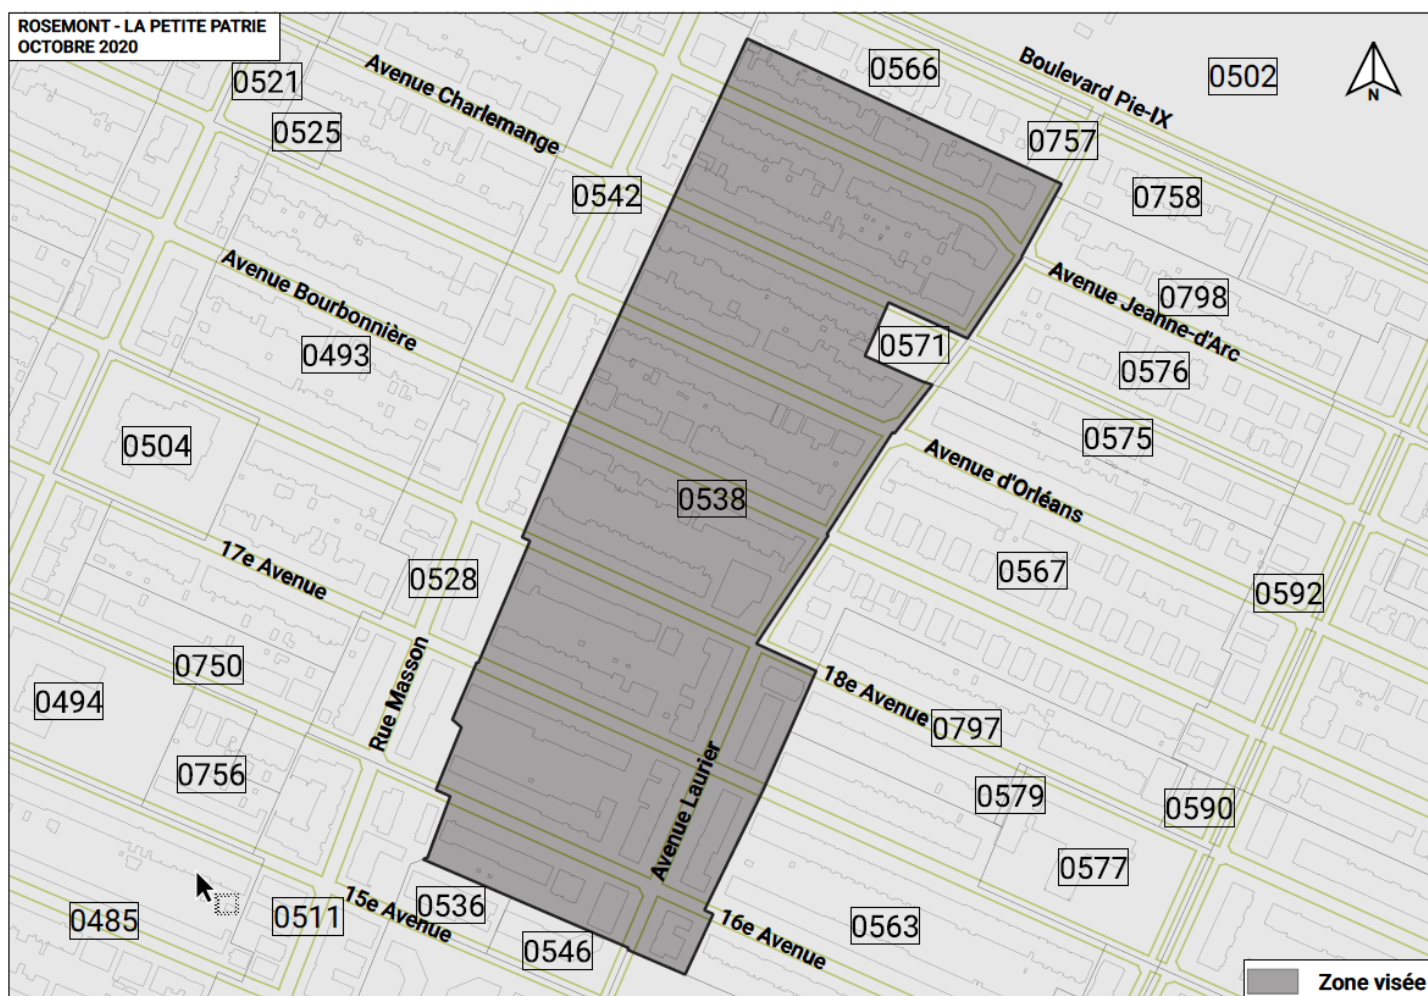 ROSEMONT - LA PETITE PATRIE
OCTOBRE 2020
0521
0525
Avenue Charlemange
0566
Boulevard Pie-IX
0502
N
0757
0542
0758
Avenue Bourbonnière
0493
0571
Avenue Jeanne-d'Arc
0798
0576
0504
0575
0538
Avenue d'Orléans
17e Avenue
0528
0567
0592
0750
Rue Masson
0494
18e Avenue
0797
0756
Avenue Laurier
0579
0590
0577
0485
0511
15e Avenue
0536
0546
16e Avenue
0563
Zone visée